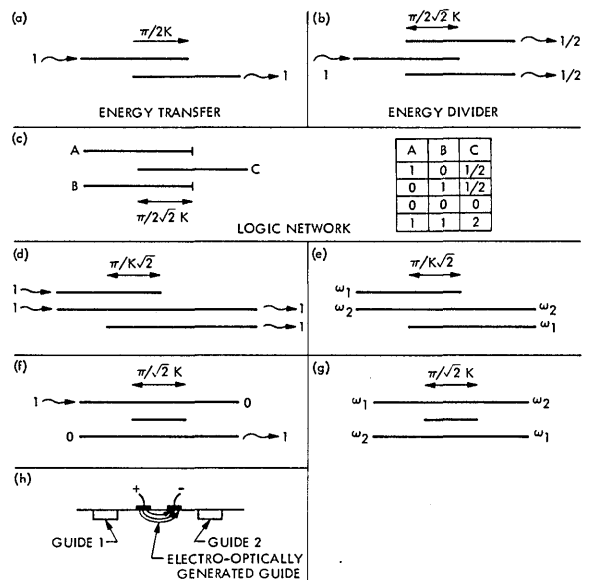 (a)
π/2K
1
1
ENERGY TRANSFER
(b)
π/2√2 K
1/2
1
1/2
ENERGY DIVIDER
(c)
A
C
B
π/2√2 K
LOGIC NETWORK
A B C
1 0 1/2
0 1 1/2
0 0 0
1 1 2
(d)
π/K√2
1
1
1
1
(e)
π/K√2
ω1
ω2 ω2
ω1
(f)
π/√2 K
1 0
0 1
(g)
π/√2 K
ω1 ω2
ω2 ω1
(h)
+ -
GUIDE 1
GUIDE 2
ELECTRO-OPTICALLY
GENERATED GUIDE